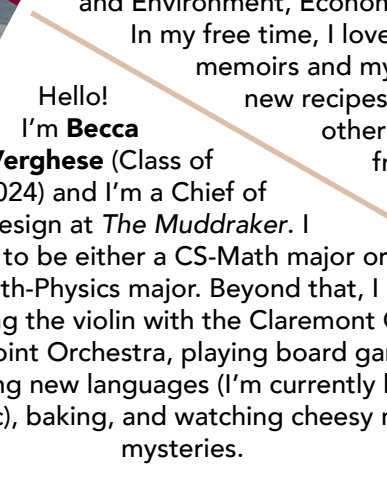 and Environment, Econom
In my free time, I love
memoirs and my
new recipes
other
fr
Hello!
I'm Becca
Verghese (Class of
024) and I'm a Chief of
esign at The Muddraker. I
to be either a CS-Math major or
th-Physics major. Beyond that, I
ng the violin with the Claremont
oint Orchestra, playing board ga
ng new languages (I'm currently
c), baking, and watching cheesy
mysteries.